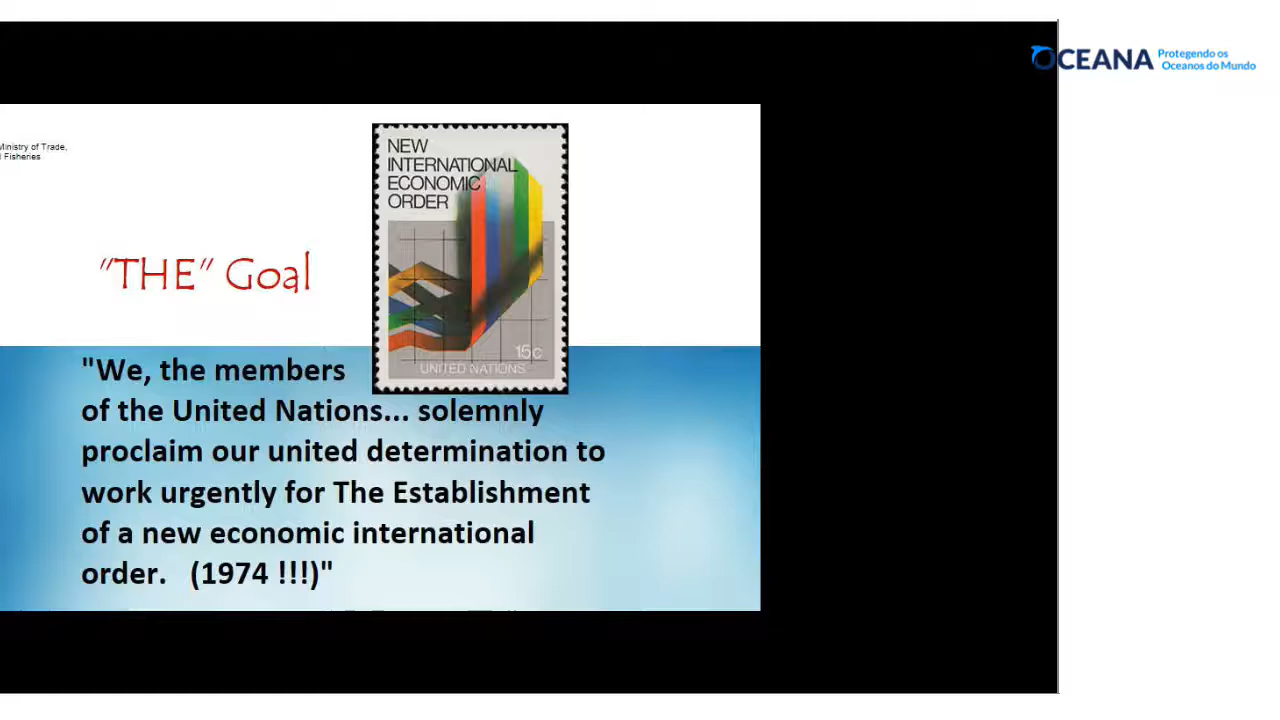 OCEANA
Protegendo os
Oceanos do Mundo
Ministry of Trade,
Fisheries
NEW
INTERNATIONAL
ECONOMIC
ORDER
"THE" Goal
15c
UNITED NATIONS
"We, the members
of the United Nations... solemnly
proclaim our united determination to
work urgently for The Establishment
of a new economic international
order. (1974 !!!)"